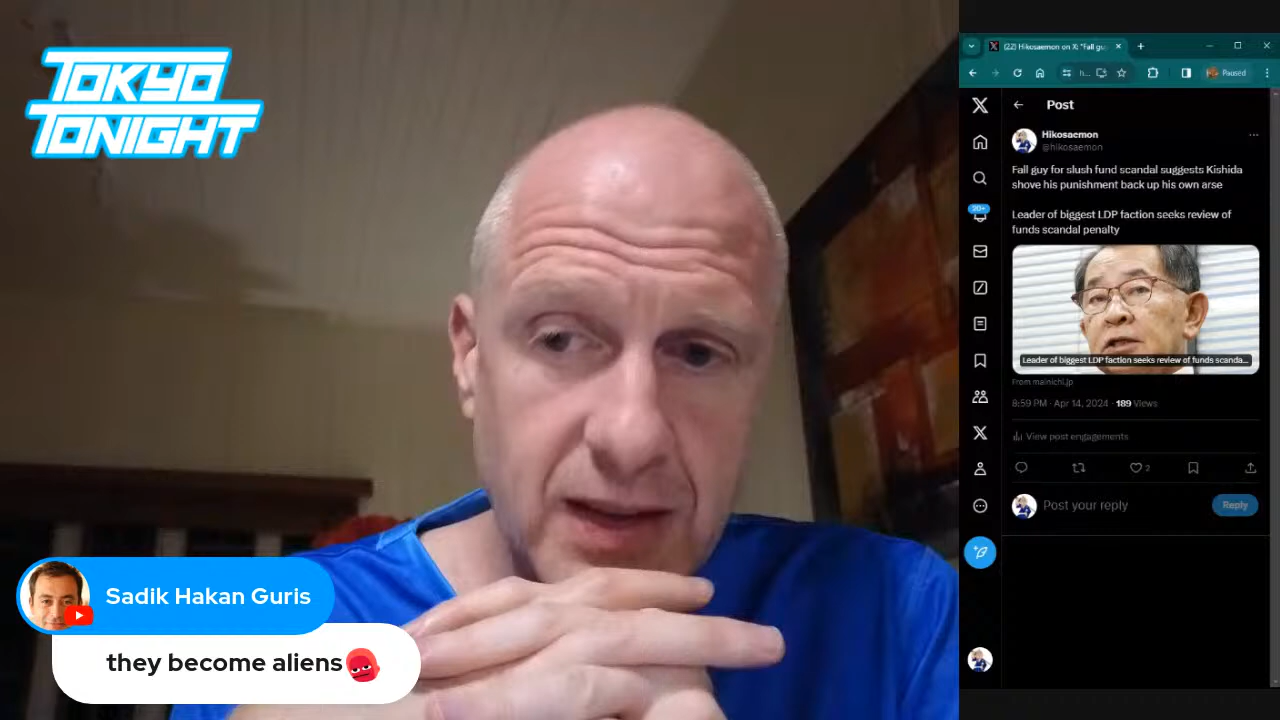 TOKYO
TONIGHT
Sadik Hakan Guris
they become aliens
(22) Hikosaemon on X: "Fall gu
h...
Paused
Post
Hikosaemon
@hikosaemon
Fall guy for slush fund scandal suggests Kishida
shove his punishment back up his own arse
Leader of biggest LDP faction seeks review of
funds scandal penalty
Leader of biggest LDP faction seeks review of funds scanda...
From mainichi.jp
8:59 PM · Apr 14, 2024 · 189 Views
View post engagements
2
20+
Post your reply
Reply